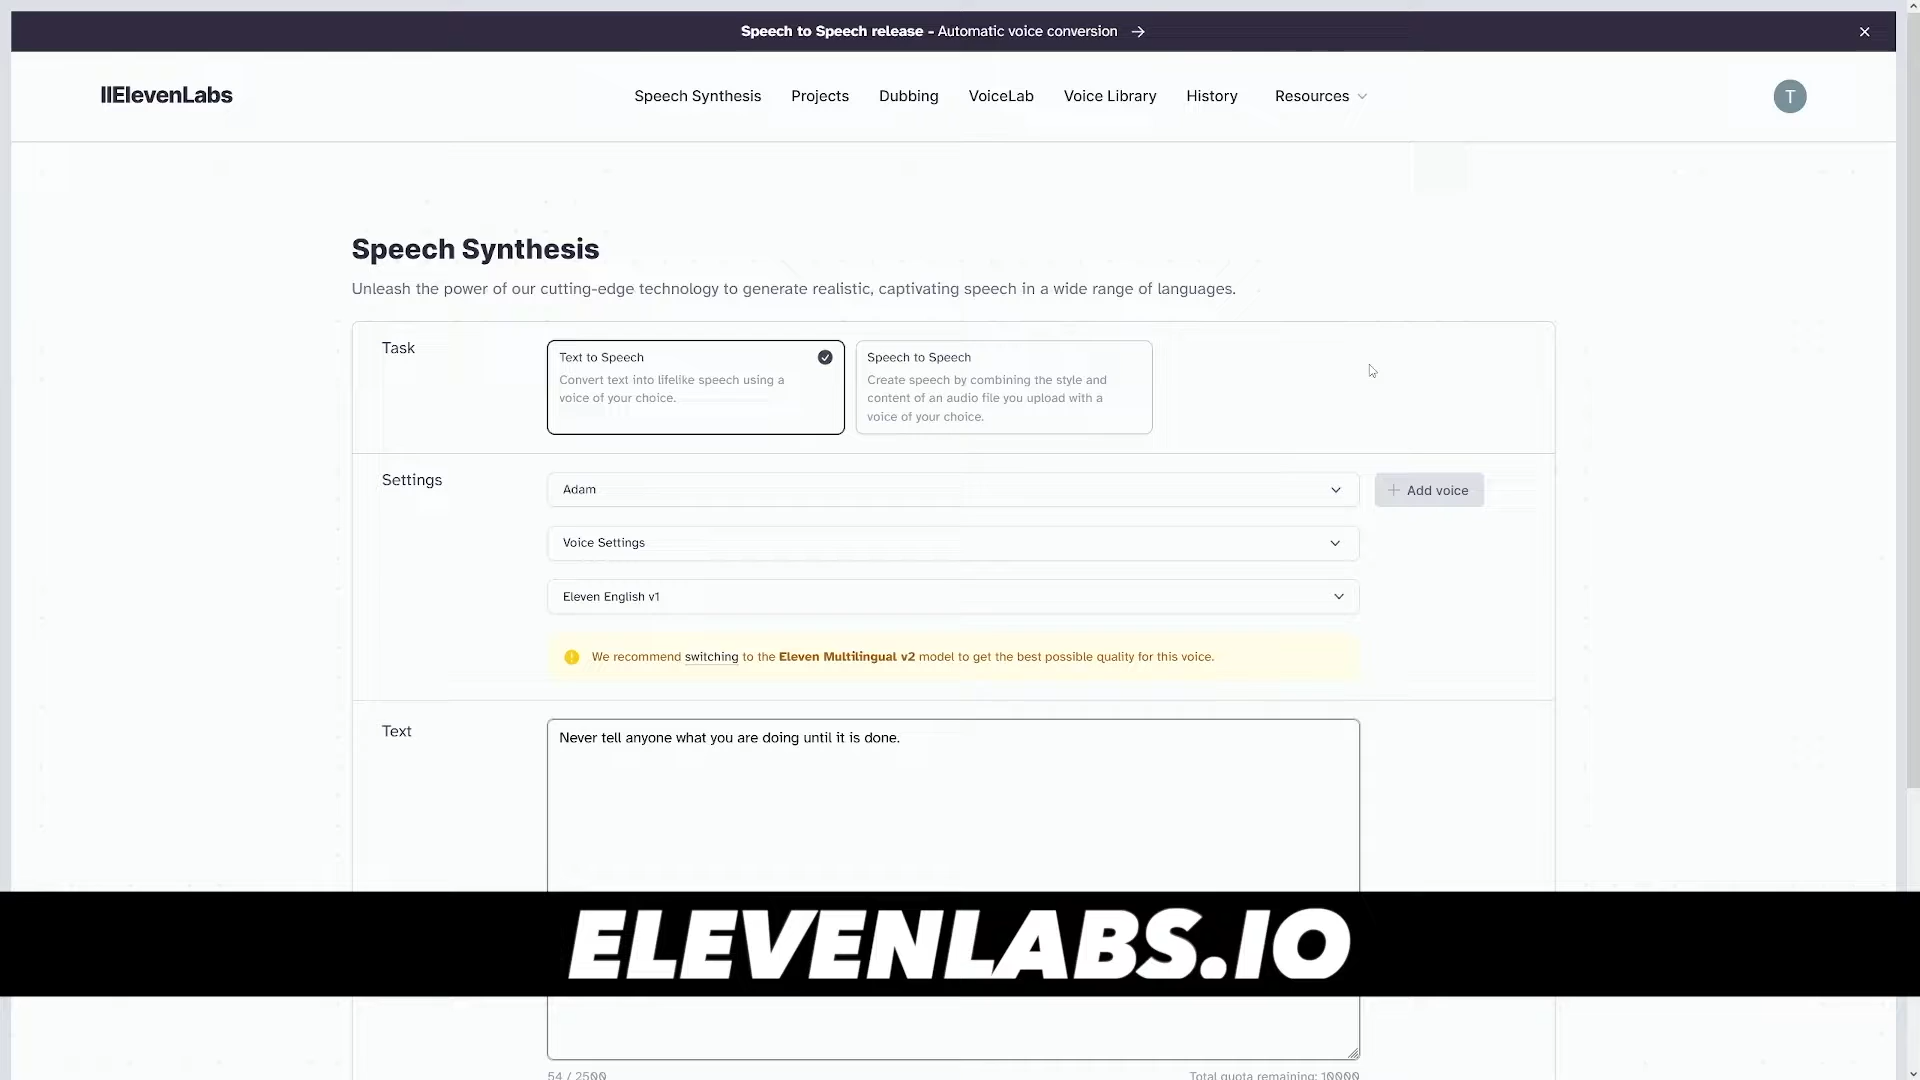 Speech to Speech release - Automatic voice conversion →
IIElevenLabs
Speech Synthesis Projects Dubbing VoiceLab Voice Library History Resources
T
Speech Synthesis
Unleash the power of our cutting-edge technology to generate realistic, captivating speech in a wide range of languages.
Task
Text to Speech
Convert text into lifelike speech using a
voice of your choice.
Speech to Speech
Create speech by combining the style and
content of an audio file you upload with a
voice of your choice.
Settings
Adam
+ Add voice
Voice Settings
Eleven English v1
We recommend switching to the Eleven Multilingual v2 model to get the best possible quality for this voice.
Text
Never tell anyone what you are doing until it is done.
ELEVENLABS.IO
54 / 2500
Total quota remaining: 10000